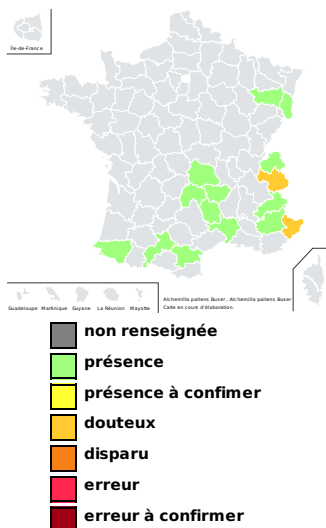 Île-de-France
Guadeloupe Martinique Guyane La Réunion Mayotte
Alchemilla pallens Buser , Alchemilla pallens Buser
Carte en cours d'élaboration.
non renseignée
présence
présence à confimer
douteux
disparu
erreur
erreur à confirmer